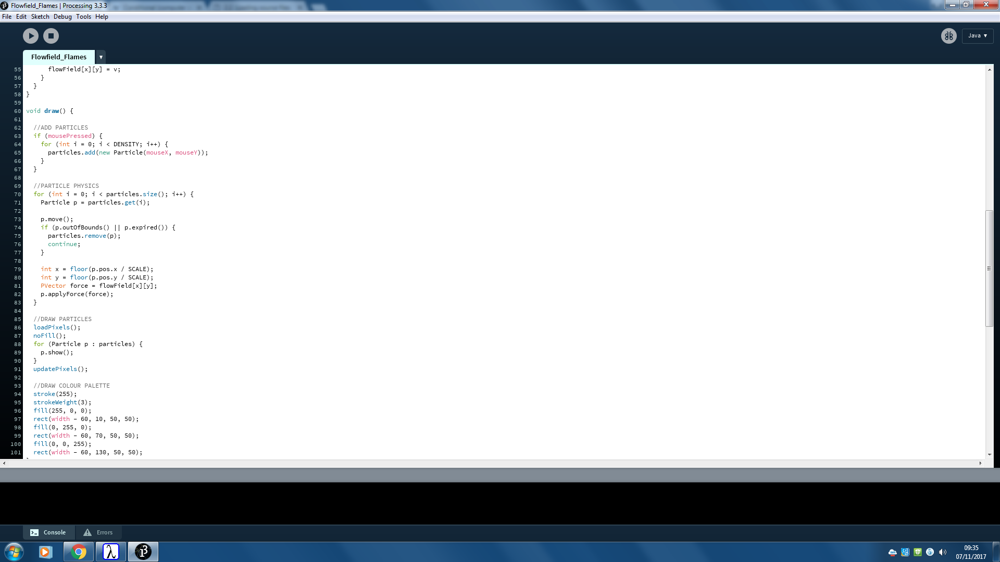 Flowfield_Flames | Processing 3.3.3
File Edit Sketch Debug Tools Help
Java ▾
Flowfield_Flames ▾
55 flowField[x][y] = v;
56 }
57 }
58 }
59
60 void draw() {
61
62 //ADD PARTICLES
63 if (mousePressed) {
64 for (int i = 0; i < DENSITY; i++) {
65 particles.add(new Particle(mouseX, mouseY));
66 }
67 }
68
69 //PARTICLE PHYSICS
70 for (int i = 0; i < particles.size(); i++) {
71 Particle p = particles.get(i);
72
73 p.move();
74 if (p.outOfBounds() || p.expired()) {
75 particles.remove(p);
76 continue;
77 }
78
79 int x = floor(p.pos.x / SCALE);
80 int y = floor(p.pos.y / SCALE);
81 PVector force = flowField[x][y];
82 p.applyForce(force);
83 }
84
85 //DRAW PARTICLES
86 loadPixels();
87 noFill();
88 for (Particle p : particles) {
89 p.show();
90 }
91 updatePixels();
92
93 //DRAW COLOUR PALETTE
94 stroke(255);
95 strokeWeight(3);
96 fill(255, 0, 0);
97 rect(width - 60, 10, 50, 50);
98 fill(0, 255, 0);
99 rect(width - 60, 70, 50, 50);
100 fill(0, 0, 255);
101 rect(width - 60, 130, 50, 50);
Console Errors
09:35
07/11/2017